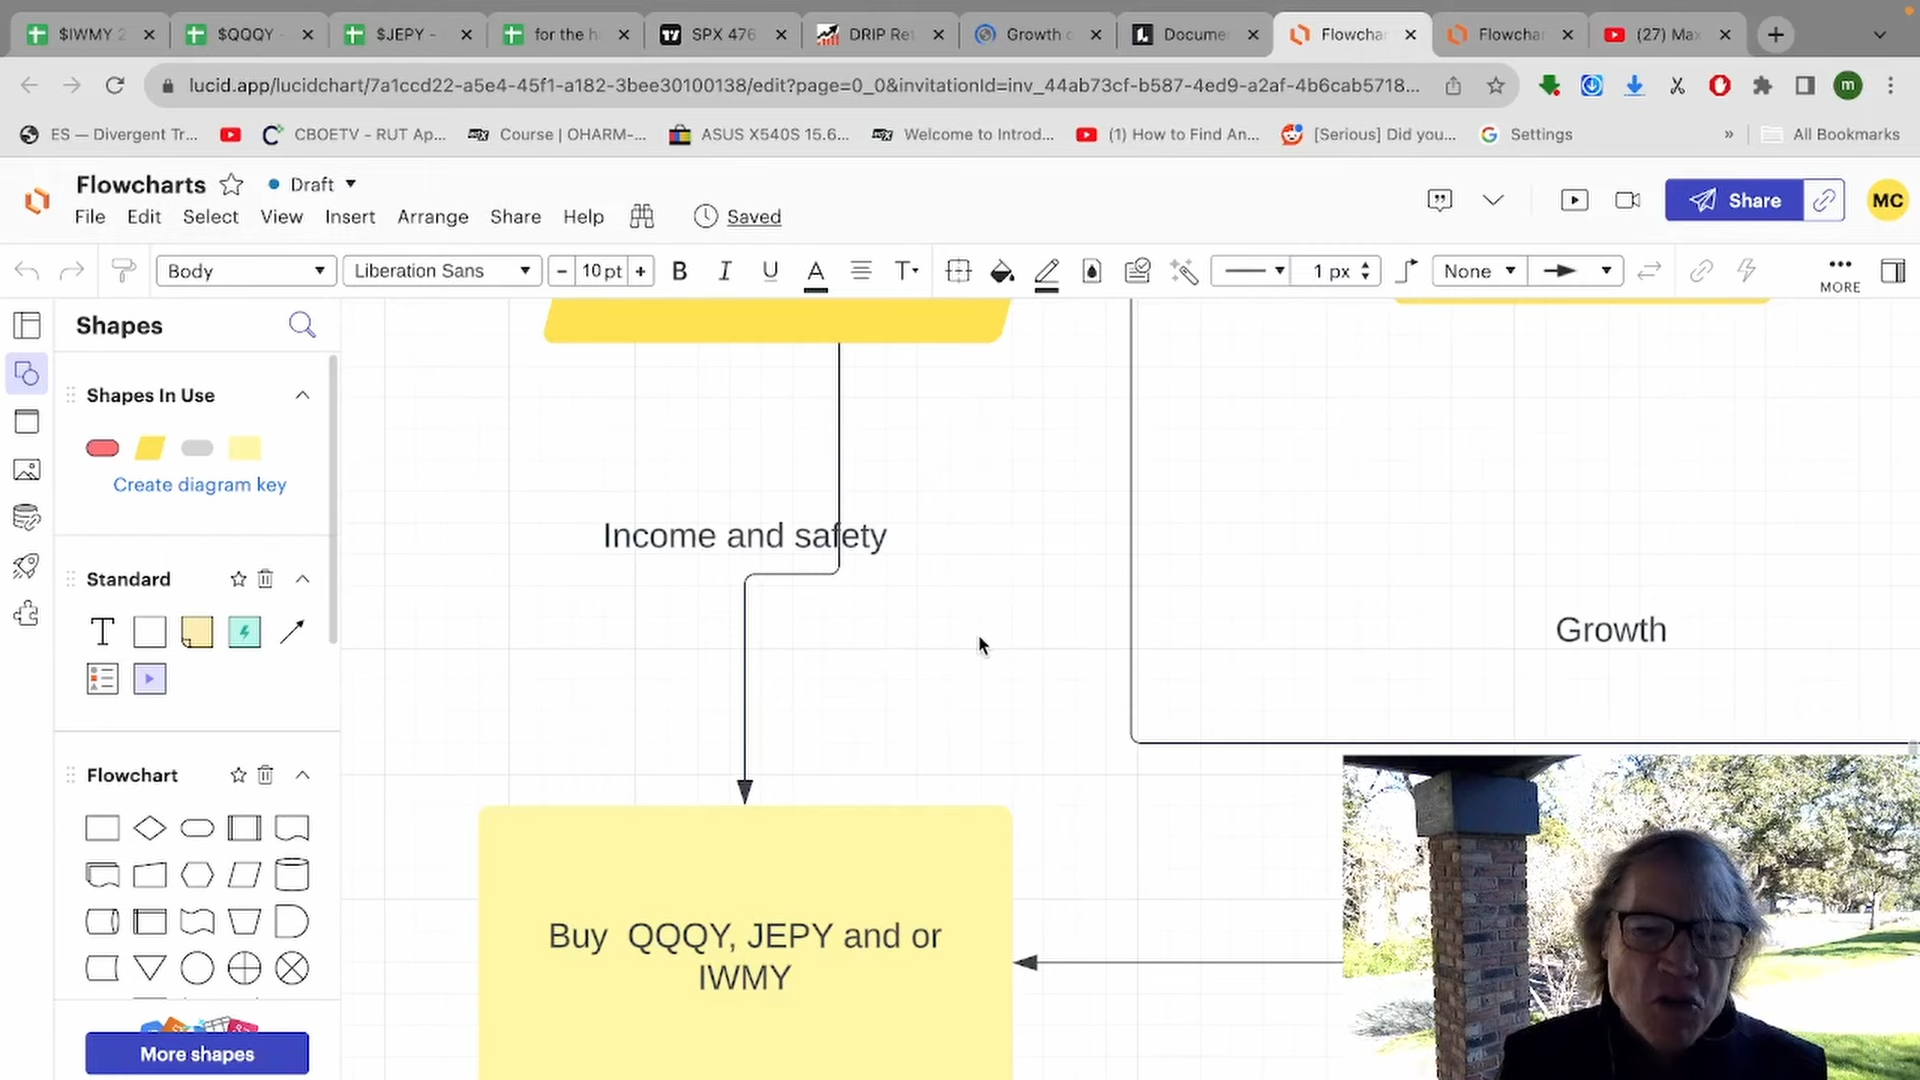 $IWMY 2
$QQQY -
$JEPY -
for the h
SPX 476
DRIP Ret
Growth o
Docume
Flowchar
Flowchar
(27) Max
lucid.app/lucidchart/7a1ccd22-a5e4-45f1-a182-3bee30100138/edit?page=0_0&invitationId=inv_44ab73cf-b587-4ed9-a2af-4b6cab5718...
m
ES — Divergent Tr...
CBOETV - RUT Ap...
Course | OHARM-...
ASUS X540S 15.6...
Welcome to Introd...
(1) How to Find An...
[Serious] Did you...
Settings
»
All Bookmarks
Flowcharts
Draft
Share
MC
File
Edit
Select
View
Insert
Arrange
Share
Help
Saved
Body
Liberation Sans
10 pt
B
I
U
A
T
1 px
None
MORE
Shapes
Shapes In Use
Create diagram key
Standard
T
Flowchart
More shapes
Income and safety
Growth
Buy QQQY, JEPY and or
IWMY